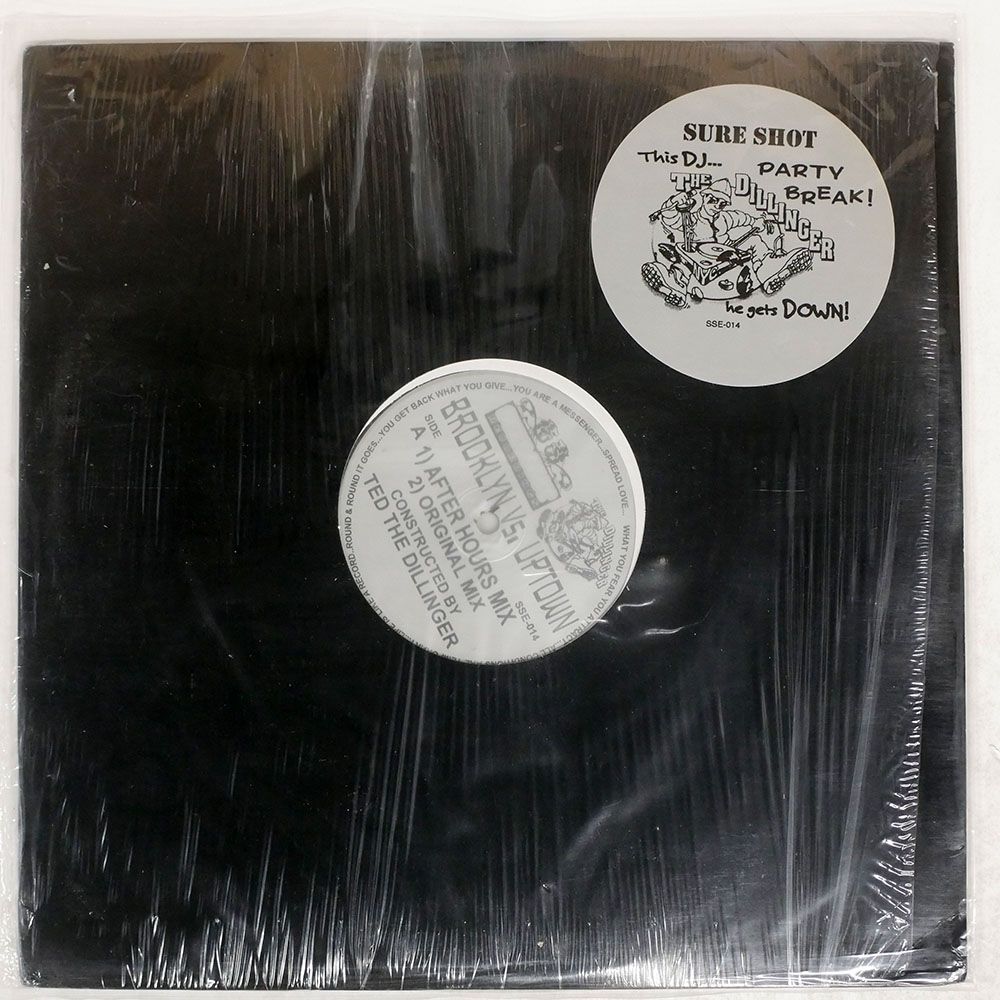 SURE SHOT
This DJ... PARTY
BREAK!
THE DILLINGER
he gets DOWN!
SSE-014
ROUND & ROUND IT GOES...YOU GET BACK WHAT YOU GIVE...YOU ARE A MESSENGER...SPREAD LOVE... WHAT YOU FEAR YOU
LIKE A RECORD..
BROOKLYN VS. UPTOWN
SIDE
A 1) AFTER HOURS MIX
2) ORIGINAL MIX
CONSTRUCTED BY
TED THE DILLINGER
SSE-014